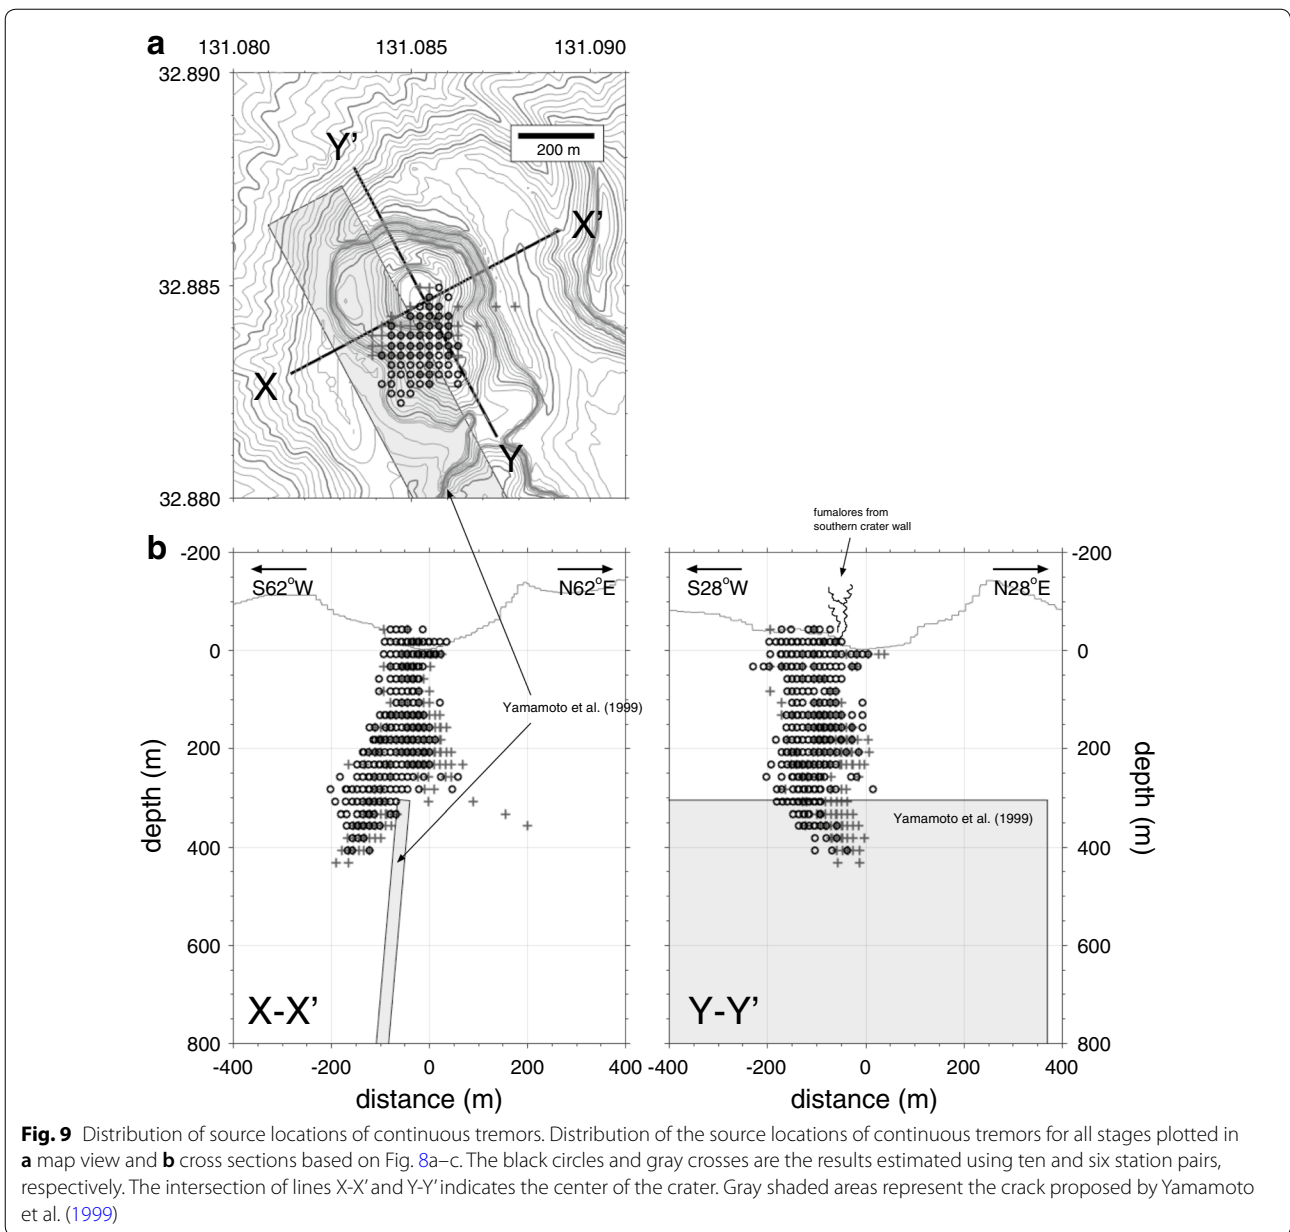 a
131.080 131.085 131.090
32.890
Y’
200 m
X’
32.885
X
Y
32.880
fumalores from
southern crater wall
b
-200 -200
S62°W N62°E S28°W N28°E
0 0
Yamamoto et al. (1999)
200 200
depth (m) depth (m)
Yamamoto et al. (1999)
400 400
600 600
X-X’ Y-Y’
800 800
-400 -200 0 200 400 -400 -200 0 200 400
distance (m) distance (m)
Fig. 9 Distribution of source locations of continuous tremors. Distribution of the source locations of continuous tremors for all stages plotted in
a map view and b cross sections based on Fig. 8a–c. The black circles and gray crosses are the results estimated using ten and six station pairs,
respectively. The intersection of lines X-X’ and Y-Y’ indicates the center of the crater. Gray shaded areas represent the crack proposed by Yamamoto
et al. (1999)